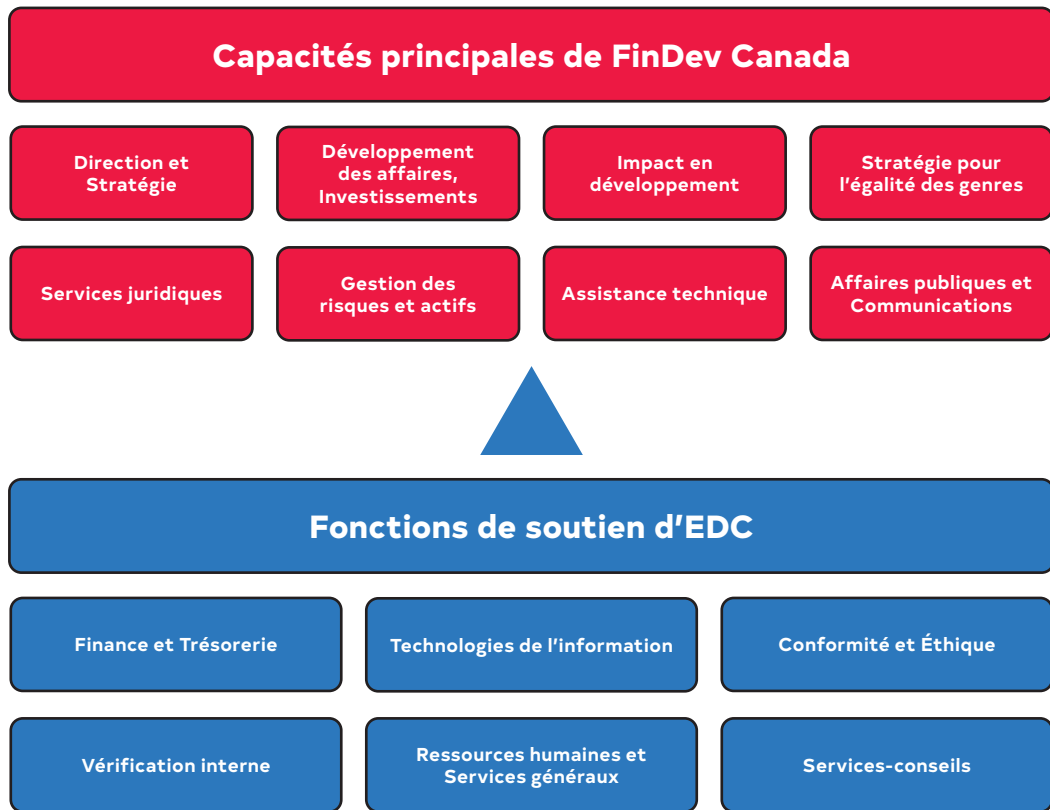 Capacités principales de FinDev Canada
Direction et
Stratégie
Développement
des affaires,
Investissements
Impact en
développement
Stratégie pour
l'égalité des genres
Services juridiques
Gestion des
risques et actifs
Assistance technique
Affaires publiques et
Communications
Fonctions de soutien d'EDC
Finance et Trésorerie
Technologies de l'information
Conformité et Éthique
Vérification interne
Ressources humaines et
Services généraux
Services-conseils